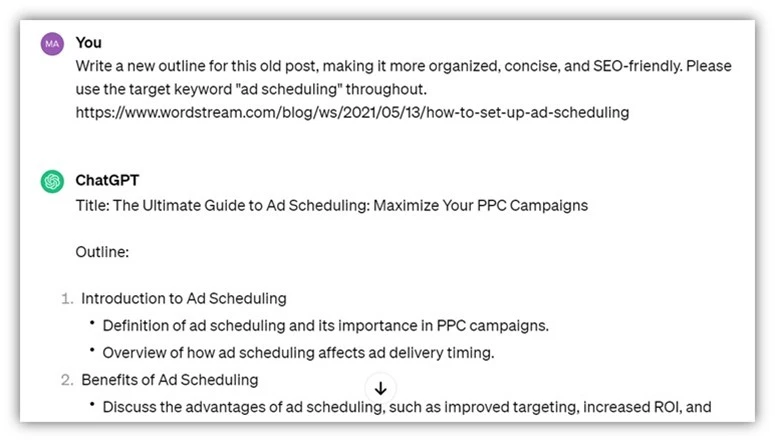 MA
You
Write a new outline for this old post, making it more organized, concise, and SEO-friendly. Please
use the target keyword "ad scheduling" throughout.
https://www.wordstream.com/blog/ws/2021/05/13/how-to-set-up-ad-scheduling
ChatGPT
Title: The Ultimate Guide to Ad Scheduling: Maximize Your PPC Campaigns
Outline:
1. Introduction to Ad Scheduling
• Definition of ad scheduling and its importance in PPC campaigns.
• Overview of how ad scheduling affects ad delivery timing.
2. Benefits of Ad Scheduling
• Discuss the advantages of ad scheduling, such as improved targeting, increased ROI, and